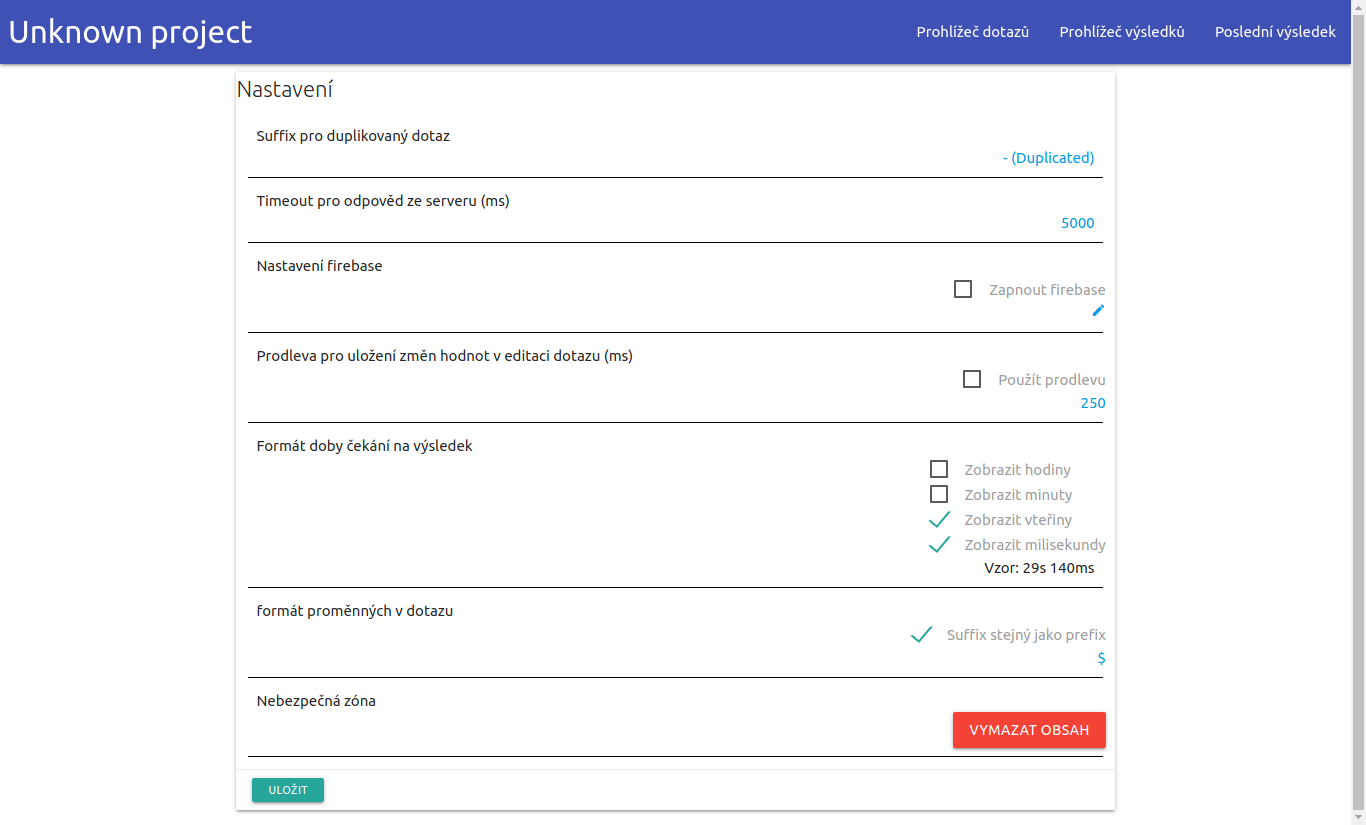 Unknown project
Prohlížeč dotazů
Prohlížeč výsledků
Poslední výsledek
Nastavení
Suffix pro duplikovaný dotaz
- (Duplicated)
Timeout pro odpověd ze serveru (ms)
5000
Nastavení firebase
Zapnout firebase
Prodleva pro uložení změn hodnot v editaci dotazu (ms)
Použít prodlevu
250
Formát doby čekání na výsledek
Zobrazit hodiny
Zobrazit minuty
Zobrazit vteřiny
Zobrazit milisekundy
Vzor: 29s 140ms
formát proměnných v dotazu
Suffix stejný jako prefix
$
Nebezpečná zóna
VYMAZAT OBSAH
ULOŽIT